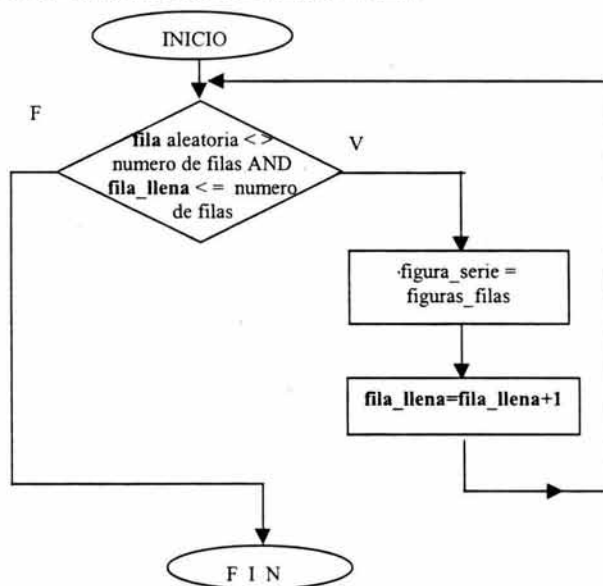 INICIO
F
V
fila aleatoria < >
numero de filas AND
fila_llena < = numero
de filas
figura_serie =
figuras_filas
fila_llena=fila_llena+1
F I N